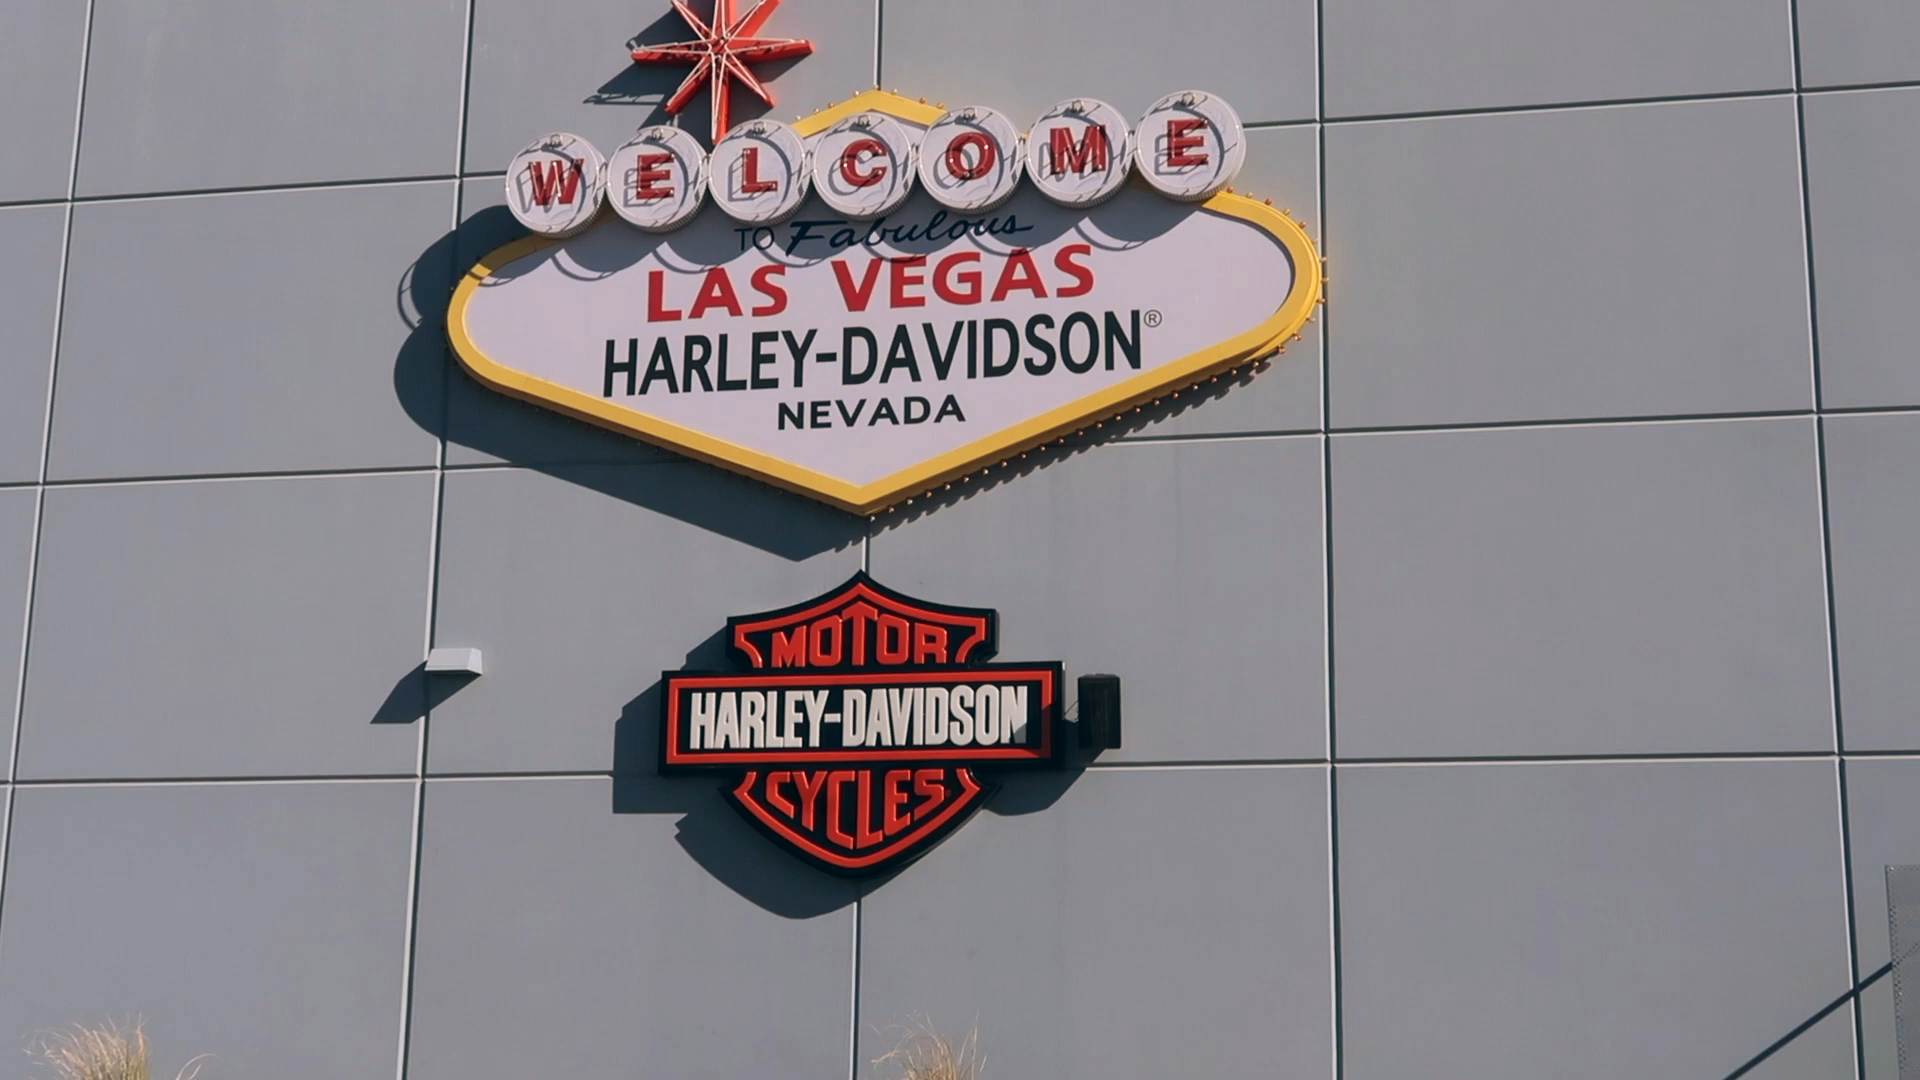 WELCOME
TO Fabulous
LAS VEGAS
HARLEY-DAVIDSON®
NEVADA
MOTOR
HARLEY-DAVIDSON
CYCLES